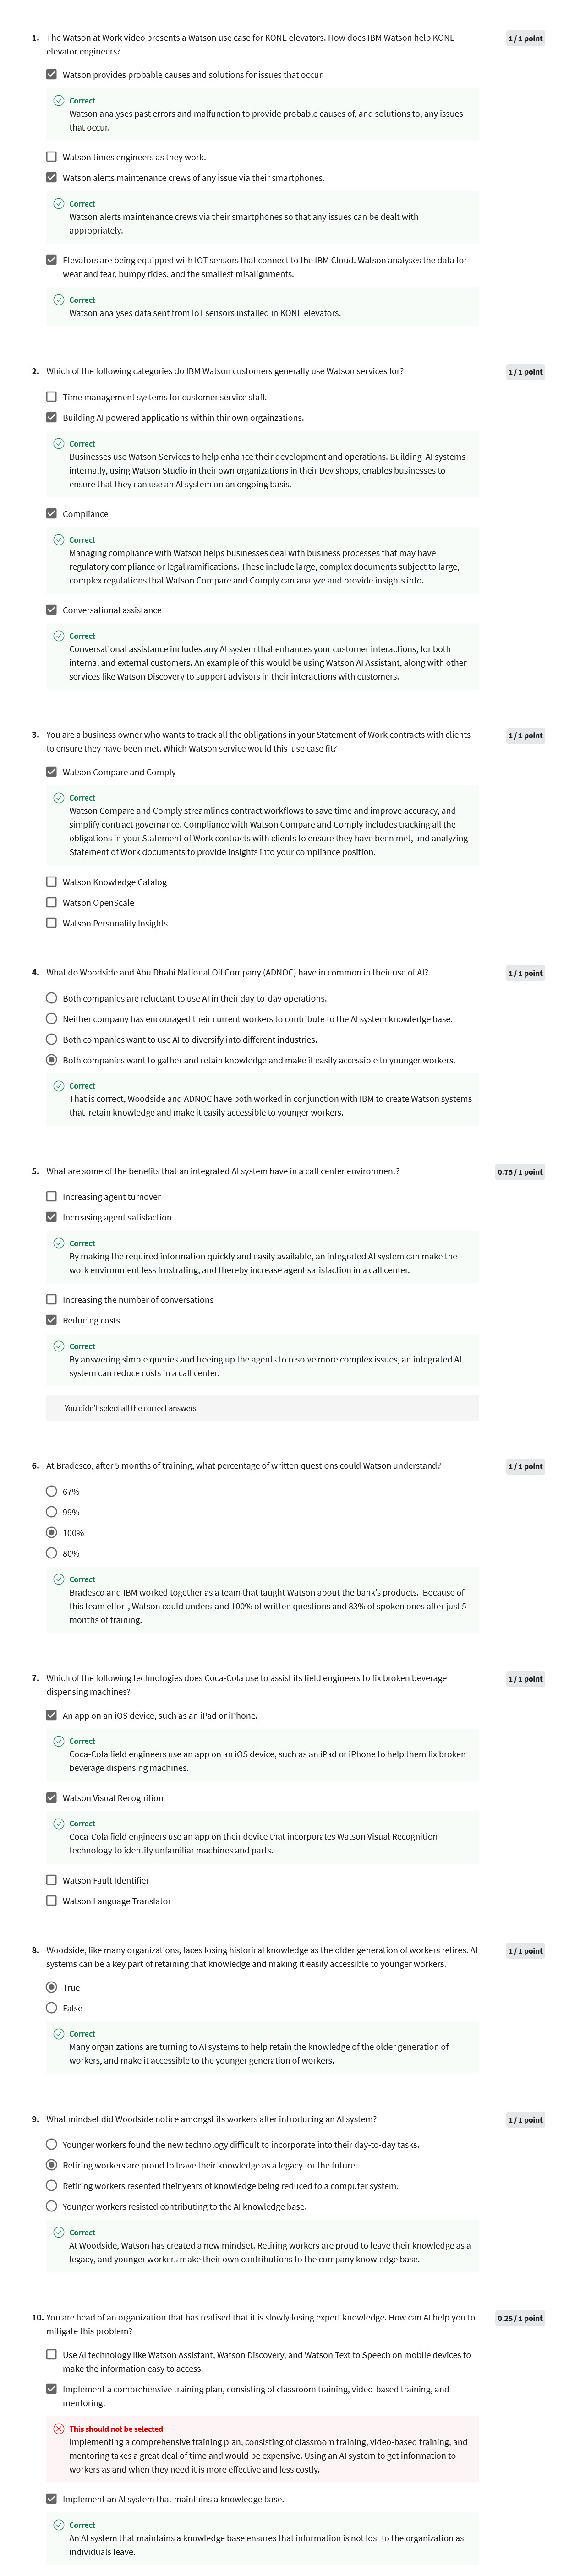 1. The Watson at Work video presents a Watson use case for KONE elevators. How does IBM Watson help KONE
elevator engineers?
1 / 1 point
Watson provides probable causes and solutions for issues that occur.
Correct
Watson analyses past errors and malfunction to provide probable causes of, and solutions to, any issues
that occur.
Watson times engineers as they work.
Watson alerts maintenance crews of any issue via their smartphones.
Correct
Watson alerts maintenance crews via their smartphones so that any issues can be dealt with
appropriately.
Elevators are being equipped with IOT sensors that connect to the IBM Cloud. Watson analyses the data for
wear and tear, bumpy rides, and the smallest misalignments.
Correct
Watson analyses data sent from IoT sensors installed in KONE elevators.
2. Which of the following categories do IBM Watson customers generally use Watson services for?
1 / 1 point
Time management systems for customer service staff.
Building AI powered applications within thir own orgainzations.
Correct
Businesses use Watson Services to help enhance their development and operations. Building  AI systems
internally, using Watson Studio in their own organizations in their Dev shops, enables businesses to
ensure that they can use an AI system on an ongoing basis.
Compliance
Correct
Managing compliance with Watson helps businesses deal with business processes that may have
regulatory compliance or legal ramifications. These include large, complex documents subject to large,
complex regulations that Watson Compare and Comply can analyze and provide insights into.
Conversational assistance
Correct
Conversational assistance includes any AI system that enhances your customer interactions, for both
internal and external customers. An example of this would be using Watson AI Assistant, along with other
services like Watson Discovery to support advisors in their interactions with customers.
3. You are a business owner who wants to track all the obligations in your Statement of Work contracts with clients
to ensure they have been met. Which Watson service would this  use case fit?
1 / 1 point
Watson Compare and Comply
Correct
Watson Compare and Comply streamlines contract workflows to save time and improve accuracy, and
simplify contract governance. Compliance with Watson Compare and Comply includes tracking all the
obligations in your Statement of Work contracts with clients to ensure they have been met, and analyzing
Statement of Work documents to provide insights into your compliance position.
Watson Knowledge Catalog
Watson OpenScale
Watson Personality Insights
4. What do Woodside and Abu Dhabi National Oil Company (ADNOC) have in common in their use of AI?
1 / 1 point
Both companies are reluctant to use AI in their day-to-day operations.
Neither company has encouraged their current workers to contribute to the AI system knowledge base.
Both companies want to use AI to diversify into different industries.
Both companies want to gather and retain knowledge and make it easily accessible to younger workers.
Correct
That is correct, Woodside and ADNOC have both worked in conjunction with IBM to create Watson systems
that  retain knowledge and make it easily accessible to younger workers.
5. What are some of the benefits that an integrated AI system have in a call center environment?
0.75 / 1 point
Increasing agent turnover
Increasing agent satisfaction
Correct
By making the required information quickly and easily available, an integrated AI system can make the
work environment less frustrating, and thereby increase agent satisfaction in a call center.
Increasing the number of conversations
Reducing costs
Correct
By answering simple queries and freeing up the agents to resolve more complex issues, an integrated AI
system can reduce costs in a call center.
You didn't select all the correct answers
6. At Bradesco, after 5 months of training, what percentage of written questions could Watson understand?
1 / 1 point
67%
99%
100%
80%
Correct
Bradesco and IBM worked together as a team that taught Watson about the bank's products.  Because of
this team effort, Watson could understand 100% of written questions and 83% of spoken ones after just 5
months of training.
7. Which of the following technologies does Coca-Cola use to assist its field engineers to fix broken beverage
dispensing machines?
1 / 1 point
An app on an iOS device, such as an iPad or iPhone.
Correct
Coca-Cola field engineers use an app on an iOS device, such as an iPad or iPhone to help them fix broken
beverage dispensing machines.
Watson Visual Recognition
Correct
Coca-Cola field engineers use an app on their device that incorporates Watson Visual Recognition
technology to identify unfamiliar machines and parts.
Watson Fault Identifier
Watson Language Translator
8. Woodside, like many organizations, faces losing historical knowledge as the older generation of workers retires. AI
systems can be a key part of retaining that knowledge and making it easily accessible to younger workers.
1 / 1 point
True
False
Correct
Many organizations are turning to AI systems to help retain the knowledge of the older generation of
workers, and make it accessible to the younger generation of workers.
9. What mindset did Woodside notice amongst its workers after introducing an AI system?
1 / 1 point
Younger workers found the new technology difficult to incorporate into their day-to-day tasks.
Retiring workers are proud to leave their knowledge as a legacy for the future.
Retiring workers resented their years of knowledge being reduced to a computer system.
Younger workers resisted contributing to the AI knowledge base.
Correct
At Woodside, Watson has created a new mindset. Retiring workers are proud to leave their knowledge as a
legacy, and younger workers make their own contributions to the company knowledge base.
10. You are head of an organization that has realised that it is slowly losing expert knowledge. How can AI help you to
mitigate this problem?
0.25 / 1 point
Use AI technology like Watson Assistant, Watson Discovery, and Watson Text to Speech on mobile devices to
make the information easy to access.
Implement a comprehensive training plan, consisting of classroom training, video-based training, and
mentoring.
This should not be selected
Implementing a comprehensive training plan, consisting of classroom training, video-based training, and
mentoring takes a great deal of time and would be expensive. Using an AI system to get information to
workers as and when they need it is more effective and less costly.
Implement an AI system that maintains a knowledge base.
Correct
An AI system that maintains a knowledge base ensures that information is not lost to the organization as
individuals leave.